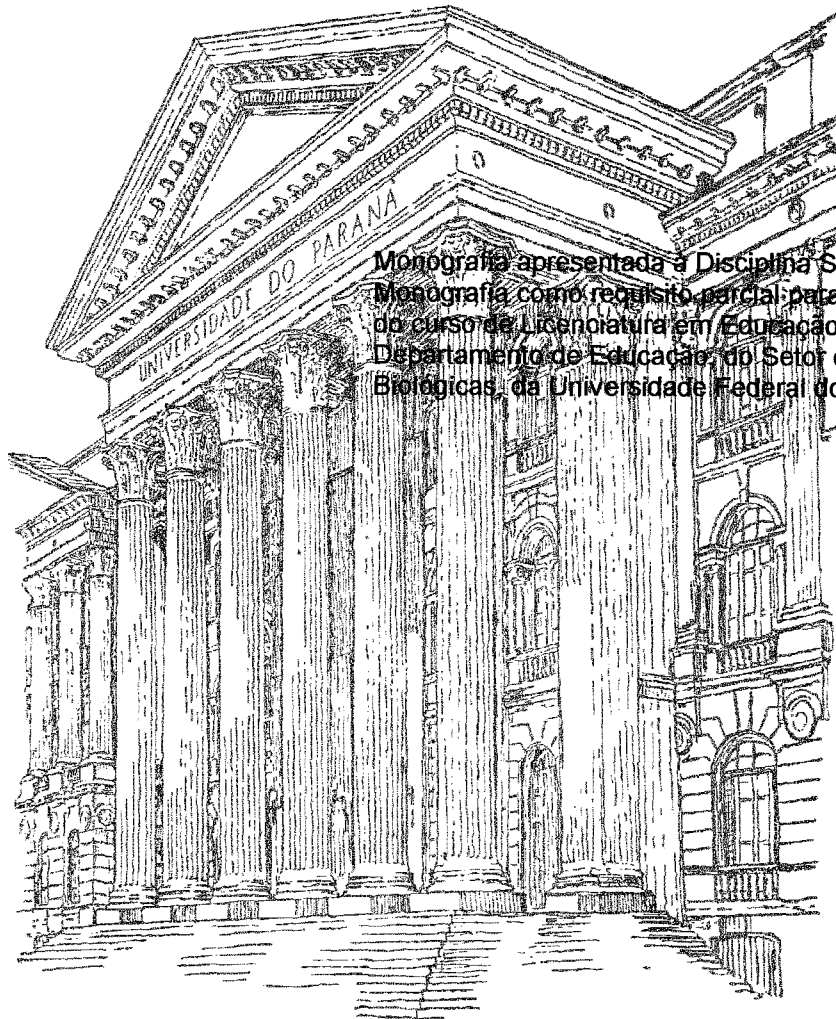 UNIVERSIDADE DO PARANÁ
Monografia apresentada à Disciplina S
Monografia como requisito parcial para
do curso de Licenciatura em Educação
Departamento de Educação, do Setor
Biológicas, da Universidade Federal do